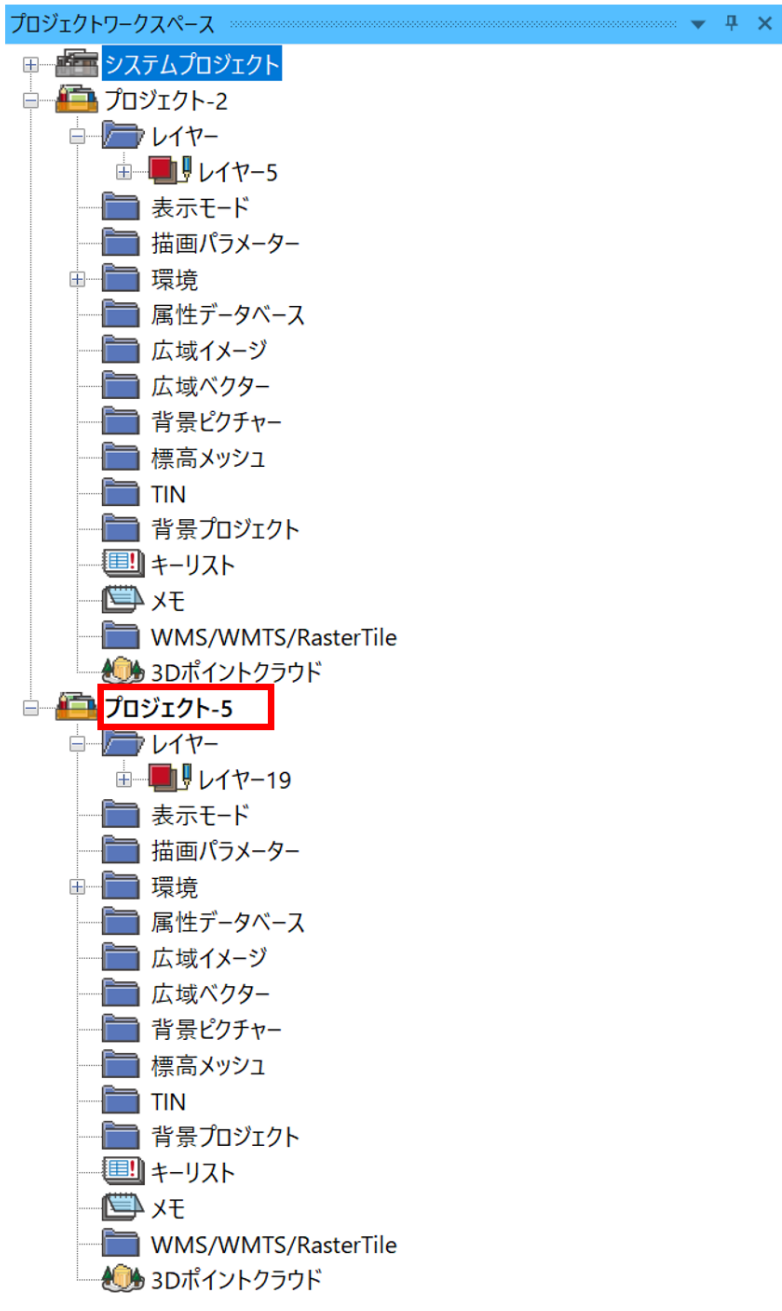 プロジェクトワークスペース
システムプロジェクト
プロジェクト-2
レイヤー
レイヤー5
表示モード
描画パラメーター
環境
属性データベース
広域イメージ
広域ベクター
背景ピクチャー
標高メッシュ
TIN
背景プロジェクト
キーリスト
メモ
WMS/WMTS/RasterTile
3Dポイントクラウド
プロジェクト-5
レイヤー
レイヤー19
表示モード
描画パラメーター
環境
属性データベース
広域イメージ
広域ベクター
背景ピクチャー
標高メッシュ
TIN
背景プロジェクト
キーリスト
メモ
WMS/WMTS/RasterTile
3Dポイントクラウド